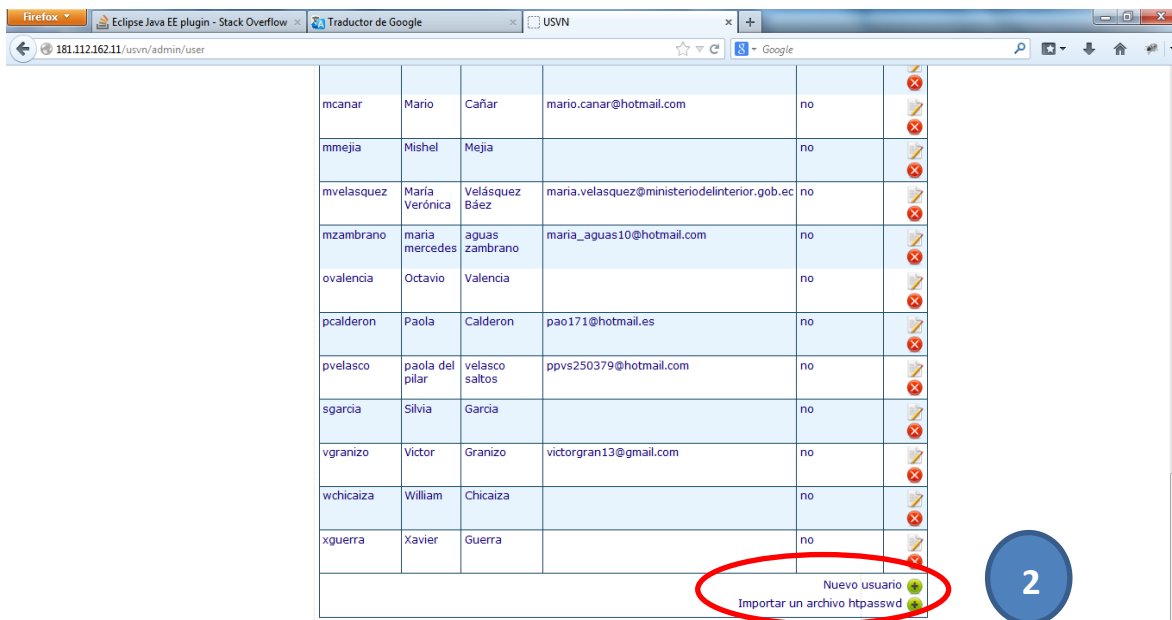 Firefox
Eclipse Java EE plugin - Stack Overflow
Traductor de Google
USVN
181.112.162.11/usvn/admin/user
Google
mcanar Mario Cañar mario.canar@hotmail.com no
mmejia Mishel Mejia no
mvelasquez María Verónica Velásquez Báez maria.velasquez@ministeriodelinterior.gob.ec no
mzambrano maria mercedes aguas zambrano maria_aguas10@hotmail.com no
ovalencia Octavio Valencia no
pcalderon Paola Calderon pao171@hotmail.es no
pvelasco paola del pilar velasco saltos ppvs250379@hotmail.com no
sgarcia Silvia Garcia no
vgranizo Victor Granizo victorgran13@gmail.com no
wchicaiza William Chicaiza no
xguerra Xavier Guerra no
Nuevo usuario
Importar un archivo htpasswd
2